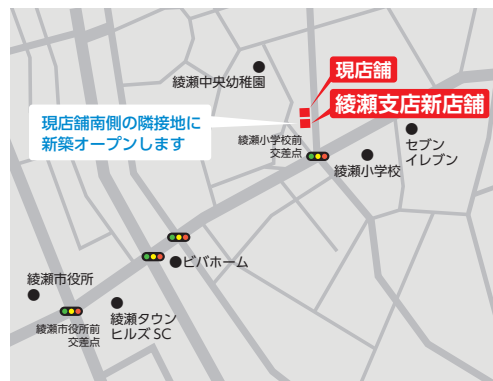 綾瀬中央幼稚園
現店舗
綾瀬支店新店舗
現店舗南側の隣接地に
新築オープンします
綾瀬小学校前
交差点
セブン
イレブン
綾瀬小学校
ビバホーム
綾瀬市役所
綾瀬タウン
ヒルズSC
綾瀬市役所前
交差点